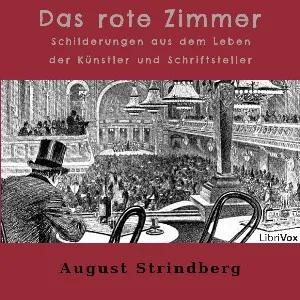 Das rote Zimmer
Schilderungen aus dem Leben
der Künstler und Schriftsteller
LibriVox
August Strindberg